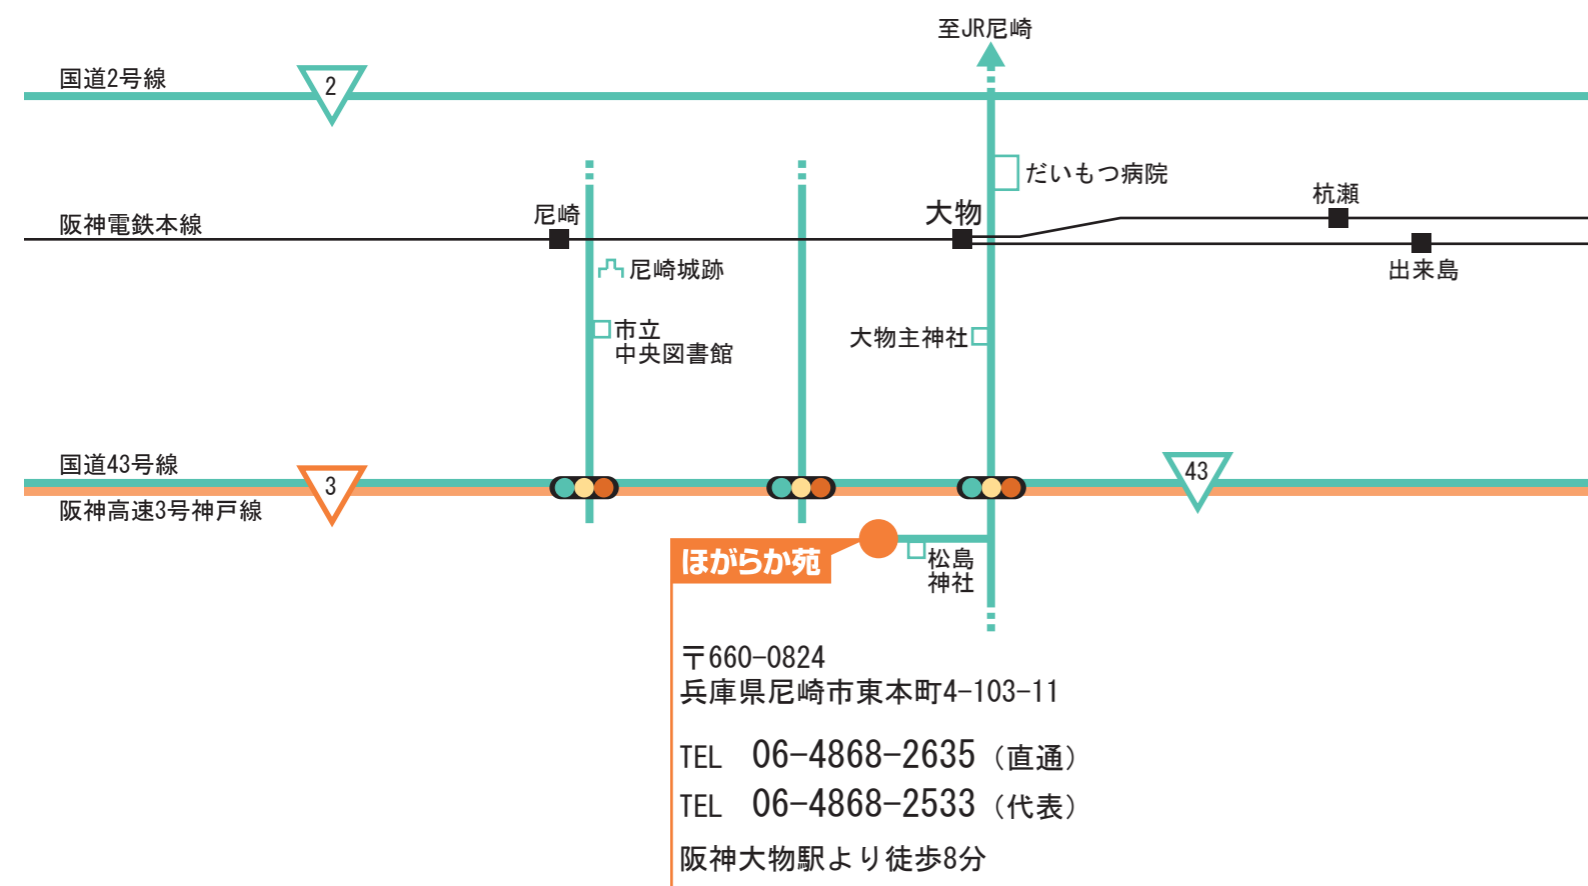 至JR尼崎
国道2号線
2
だいもつ病院
杭瀬
大物
尼崎
阪神電鉄本線
尼崎城跡
出来島
市立
中央図書館
大物主神社
国道43号線
43
3
阪神高速3号神戸線
ほがらか苑
松島
神社
〒660-0824
兵庫県尼崎市東本町4-103-11
TEL 06-4868-2635（直通）
TEL 06-4868-2533（代表）
阪神大物駅より徒歩8分